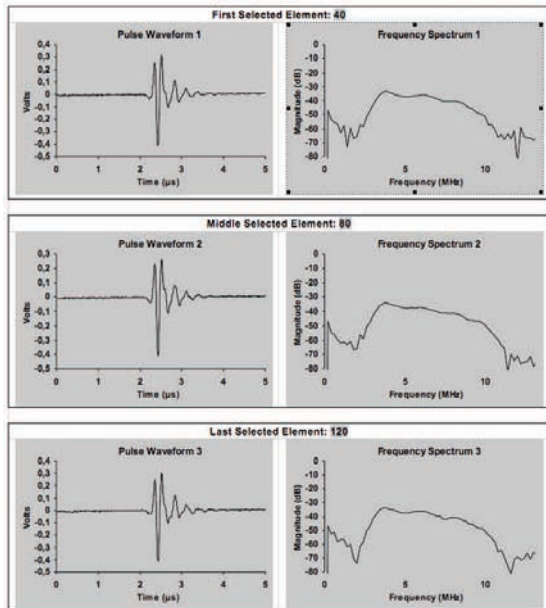 First Selected Element: 40
Pulse Waveform 1
0,4
0,3
0,2
0,1
0
-0,1
-0,2
-0,3
-0,4
-0,5
Volts
0 1 2 3 4 5
Time (µs)
Frequency Spectrum 1
0
-10
-20
-30
-40
-50
-60
-70
-80
Magnitude (dB)
0 5 10
Frequency (MHz)
Middle Selected Element: 80
Pulse Waveform 2
0,3
0,2
0,1
0
-0,1
-0,2
-0,3
-0,4
-0,5
Volts
0 1 2 3 4 5
Time (µs)
Frequency Spectrum 2
0
-10
-20
-30
-40
-50
-60
-70
-80
Magnitude (dB)
0 5 10
Frequency (MHz)
Last Selected Element: 120
Pulse Waveform 3
0,4
0,3
0,2
0,1
0
-0,1
-0,2
-0,3
-0,4
-0,5
Volts
0 1 2 3 4 5
Time (µs)
Frequency Spectrum 3
0
-10
-20
-30
-40
-50
-60
-70
-80
Magnitude (dB)
0 5 10
Frequency (MHz)